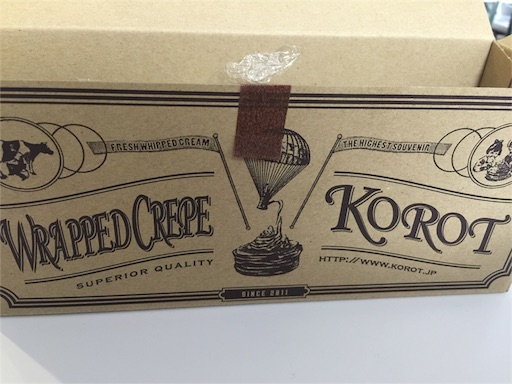 FRESH WHIPPED CREAM
THE HIGHEST SOUVENIR
WRAPPED CREPE
KOROT
SUPERIOR QUALITY
HTTP://WWW.KOROT.JP
SINCE 2011